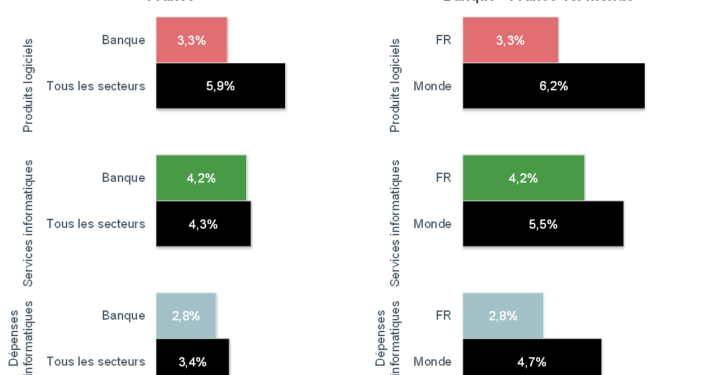 Produits logiciels
Banque
3,3%
Tous les secteurs
5,9%
Services informatiques
Banque
4,2%
Tous les secteurs
4,3%
Dépenses
informatiques
Banque
2,8%
Tous les secteurs
3,4%
Produits logiciels
FR
3,3%
Monde
6,2%
Services informatiques
FR
4,2%
Monde
5,5%
Dépenses
informatiques
FR
2,8%
Monde
4,7%